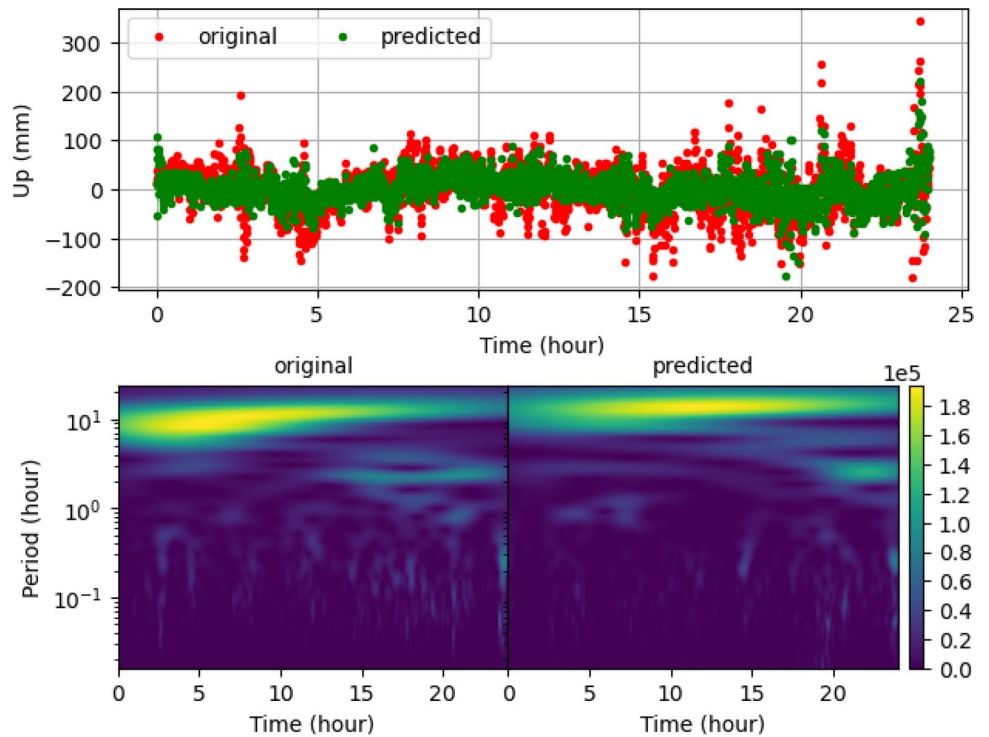 original predicted
300
200
100
0
−100
−200
Up (mm)
0 5 10 15 20 25
Time (hour)
original predicted
1e5
10¹
10⁰
10⁻¹
Period (hour)
1.8
1.6
1.4
1.2
1.0
0.8
0.6
0.4
0.2
0.0
0 5 10 15 20 0 5 10 15 20
Time (hour) Time (hour)